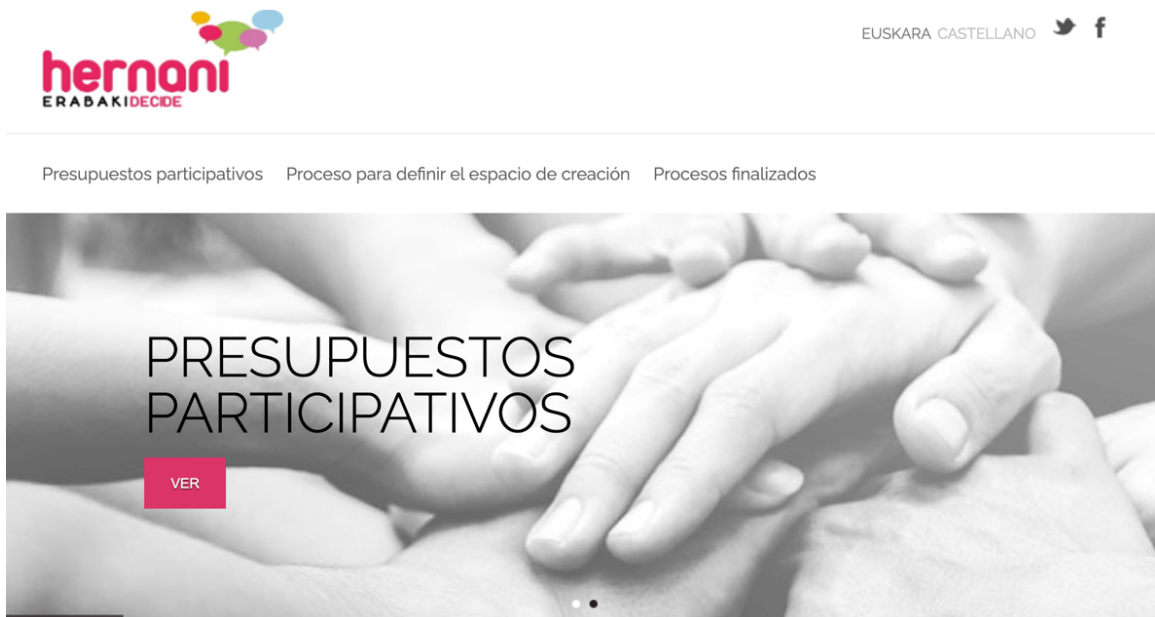 hernani
ERABAKIDECIDE
EUSKARA CASTELLANO
Presupuestos participativos Proceso para definir el espacio de creación Procesos finalizados
PRESUPUESTOS
PARTICIPATIVOS
VER